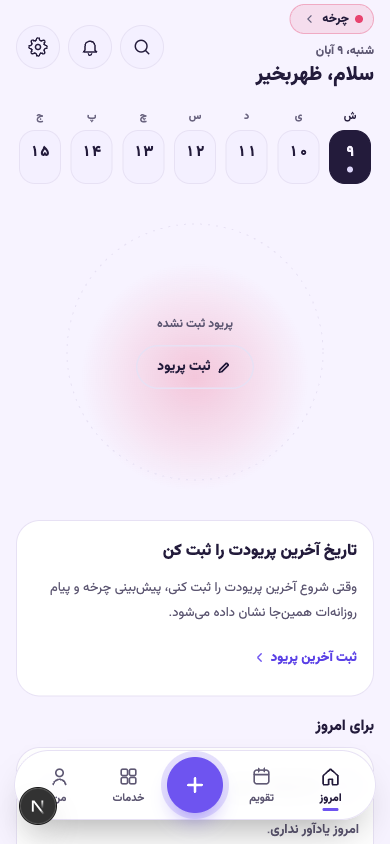 چرخه
شنبه، ۹ آبان
سلام، ظهربخیر
ش ی د س چ پ ج
۹ ۱۰ ۱۱ ۱۲ ۱۳ ۱۴ ۱۵
پریود ثبت نشده
ثبت پریود
تاریخ آخرین پریودت را ثبت کن
وقتی شروع آخرین پریودت را ثبت کنی، پیش‌بینی چرخه و پیام
روزانه‌ات همین‌جا نشان داده می‌شود.
ثبت آخرین پریود
برای امروز
امروز تقویم خدمات من
N
امروز یادآور نداری.